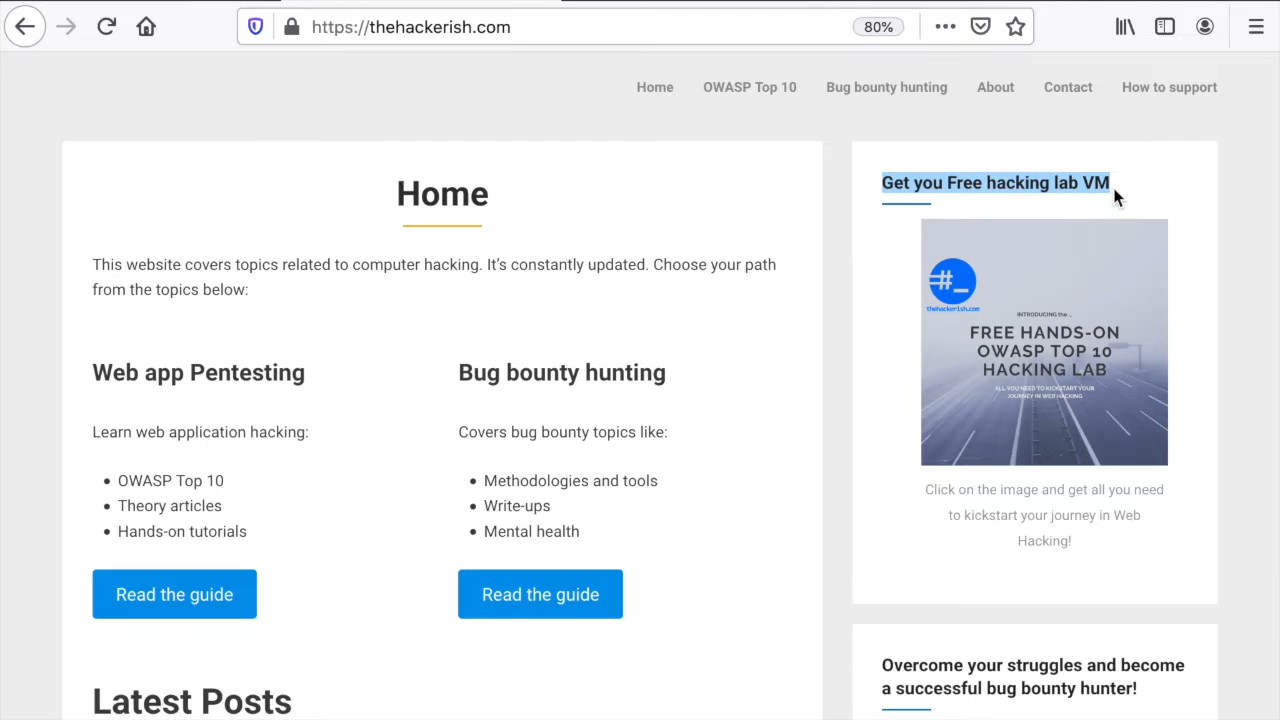 https://thehackerish.com
80%
Home OWASP Top 10 Bug bounty hunting About Contact How to support
Home
This website covers topics related to computer hacking. It's constantly updated. Choose your path
from the topics below:
Web app Pentesting
Learn web application hacking:
OWASP Top 10
Theory articles
Hands-on tutorials
Read the guide
Bug bounty hunting
Covers bug bounty topics like:
Methodologies and tools
Write-ups
Mental health
Read the guide
Latest Posts
Get you Free hacking lab VM
#_
thehackerish.com
INTRODUCING the ...
FREE HANDS-ON
OWASP TOP 10
HACKING LAB
ALL YOU NEED TO KICKSTART YOUR
JOURNEY IN WEB HACKING
Click on the image and get all you need
to kickstart your journey in Web
Hacking!
Overcome your struggles and become
a successful bug bounty hunter!